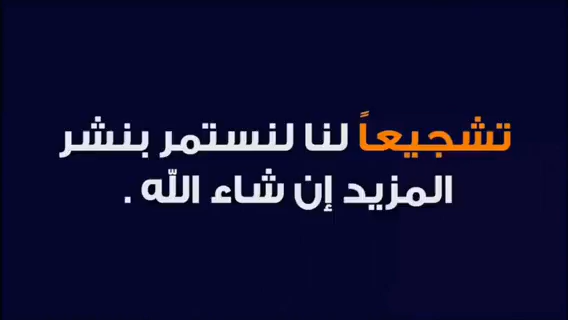 تشجيعاً لنا لنستمر بنشر
المزيد إن شاء الله .